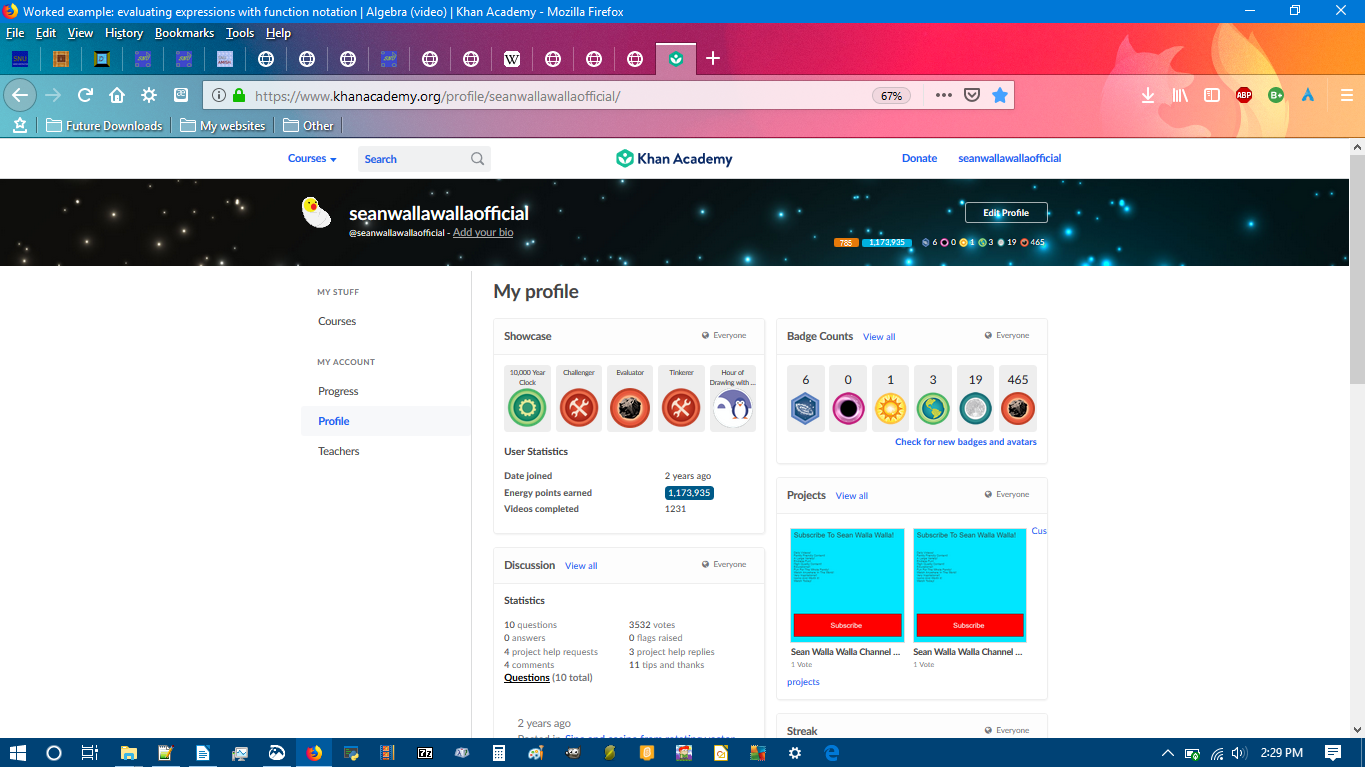 Worked example: evaluating expressions with function notation | Algebra (video) | Khan Academy - Mozilla Firefox
File Edit View History Bookmarks Tools Help
https://www.khanacademy.org/profile/seanwallawallaofficial/ 67% ABP B+
Future Downloads My websites Other
Courses Search Khan Academy Donate seanwallawallaofficial
seanwallawallaofficial Edit Profile
@seanwallawallaofficial - Add your bio
785 1,173,935 6 0 1 3 19 465
MY STUFF
Courses
MY ACCOUNT
Progress
Profile
Teachers
My profile
Showcase Everyone
10,000 Year Clock Challenger Evaluator Tinkerer Hour of Drawing with ...
User Statistics
Date joined 2 years ago
Energy points earned 1,173,935
Videos completed 1231
Discussion View all Everyone
Statistics
10 questions 3532 votes
0 answers 0 flags raised
4 project help requests 3 project help replies
4 comments 11 tips and thanks
Questions (10 total)
2 years ago
Badge Counts View all Everyone
6 0 1 3 19 465
Check for new badges and avatars
Projects View all Everyone
Subscribe To Sean Walla Walla! Subscribe To Sean Walla Walla! Cus
Subscribe Subscribe
Sean Walla Walla Channel ... Sean Walla Walla Channel ...
1 Vote 1 Vote
projects
Streak Everyone
2:29 PM